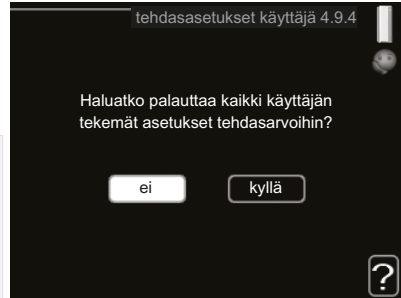 tehdasasetukset käyttäjä 4.9.4
Haluatko palauttaa kaikki käyttäjän
tekemät asetukset tehdasarvoihin?
ei
kyllä
?